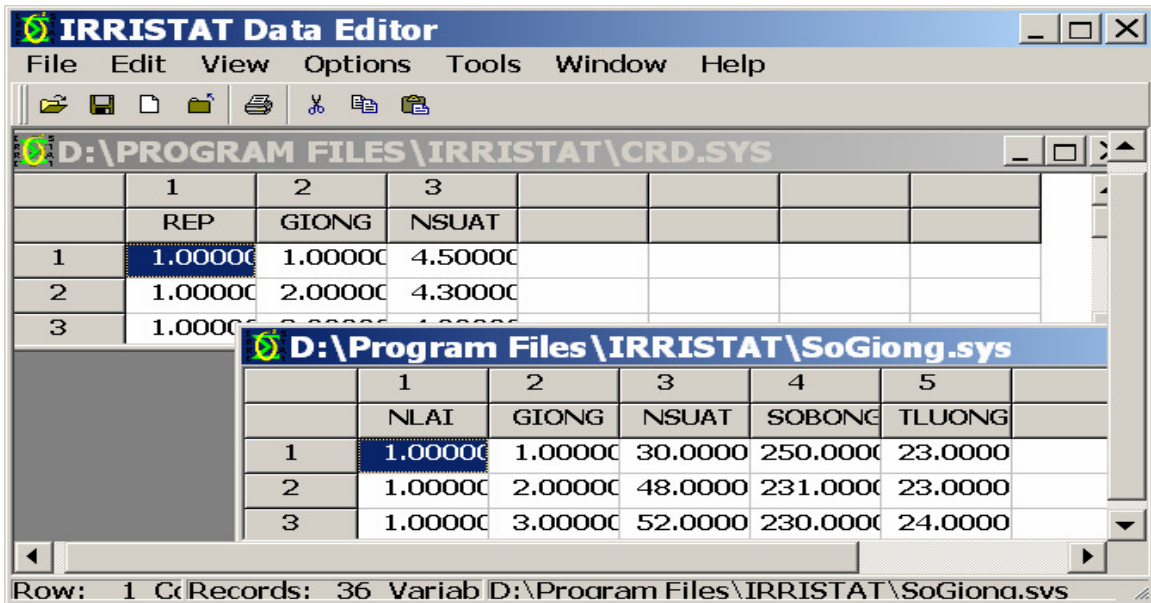 IRRISTAT Data Editor
File Edit View Options Tools Window Help
D:\PROGRAM FILES\IRRISTAT\CRD.SYS
1 2 3
REP GIONG NSUAT
1 1.00000 1.00000 4.50000
2 1.00000 2.00000 4.30000
3 1.0000
D:\Program Files\IRRISTAT\SoGiong.sys
1 2 3 4 5
NLAI GIONG NSUAT SOBONG TLUONG
1 1.00000 1.00000 30.0000 250.0000 23.0000
2 1.00000 2.00000 48.0000 231.0000 23.0000
3 1.00000 3.00000 52.0000 230.0000 24.0000
Row: 1 Records: 36 Variab D:\Program Files\IRRISTAT\SoGiong.sys